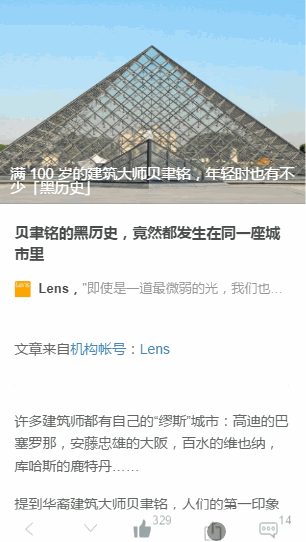 满 100 岁的建筑大师贝聿铭，年轻时也有不
少「黑历史」
贝聿铭的黑历史，竟然都发生在同一座城
市里
Lens，"即使是一道最微弱的光，我们也…
文章来自机构帐号：Lens
许多建筑师都有自己的“缪斯”城市：高迪的巴
塞罗那，安藤忠雄的大阪，百水的维也纳，
库哈斯的鹿特丹……
提到华裔建筑大师贝聿铭，人们的第一印象
329
14